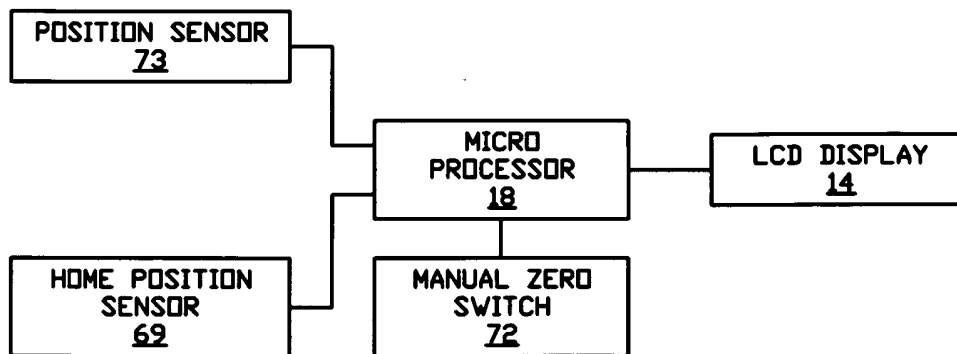 POSITION SENSOR
73
MICRO
PROCESSOR
18
LCD DISPLAY
14
HOME POSITION
SENSOR
69
MANUAL ZERO
SWITCH
72